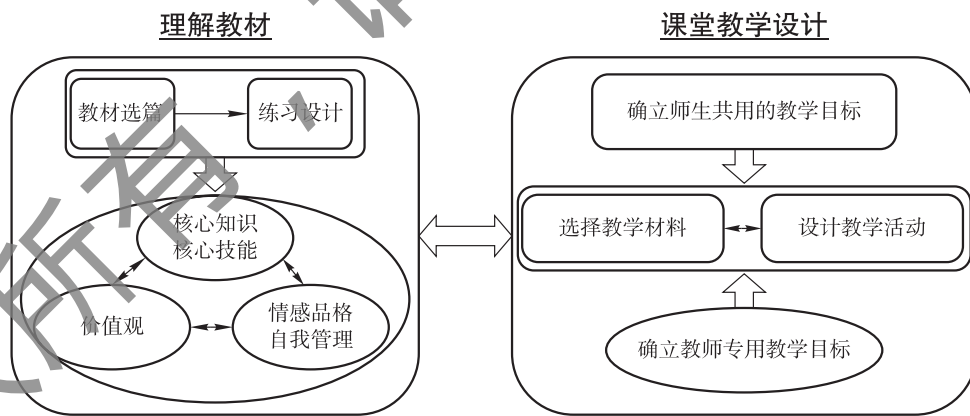 理解教材
课堂教学设计
教材选篇
练习设计
核心知识
核心技能
价值观
情感品格
自我管理
确立师生共用的教学目标
选择教学材料
设计教学活动
确立教师专用教学目标
所有，